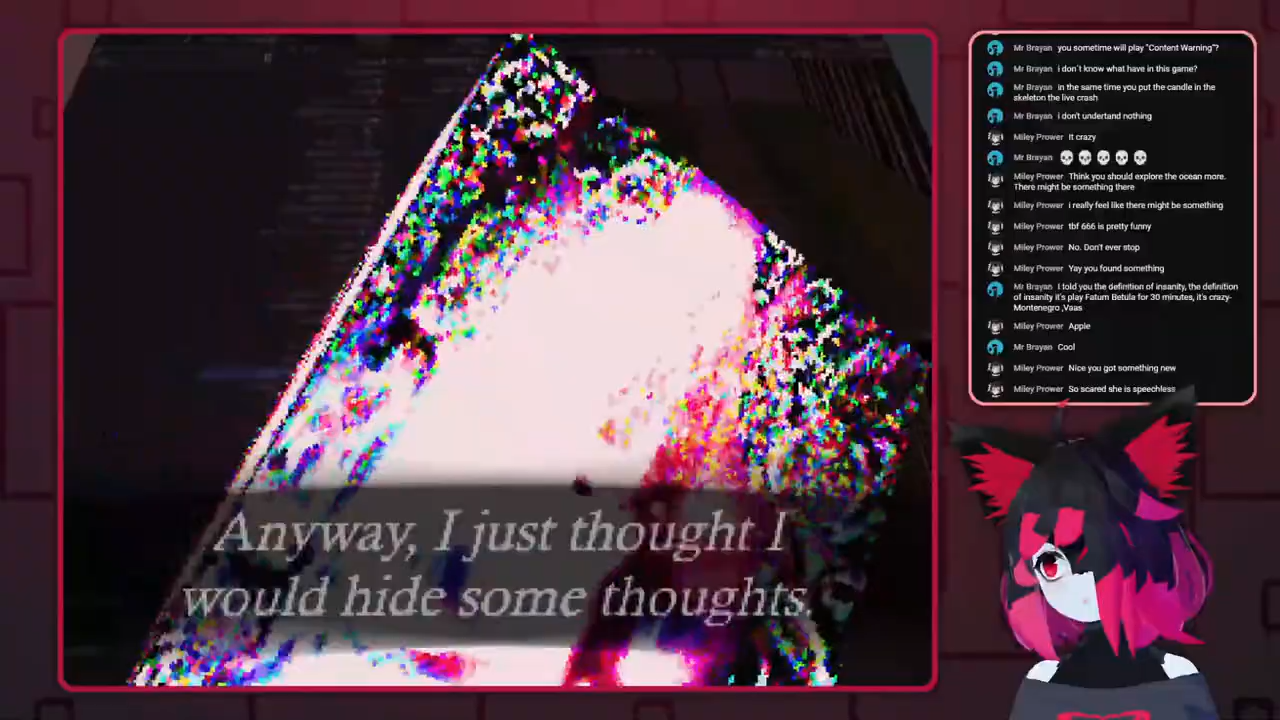 Mr Brayan you sometime will play "Content Warning"?
Mr Brayan i don´t know what have in this game?
Mr Brayan in the same time you put the candle in the
skeleton the live crash
Mr Brayan i don't undertand nothing
Miley Prower It crazy
Mr Brayan 💀 💀 💀 💀 💀
Miley Prower Think you should explore the ocean more.
There might be something there
Miley Prower i really feel like there might be something
Miley Prower tbf 666 is pretty funny
Miley Prower No. Don't ever stop
Miley Prower Yay you found something
Mr Brayan I told you the definition of insanity, the definition
of insanity it's play Fatum Betula for 30 minutes, it's crazy-
Montenegro ,Vaas
Miley Prower Apple
Mr Brayan Cool
Miley Prower Nice you got something new
Miley Prower So scared she is speechless
Anyway, I just thought I
would hide some thoughts.